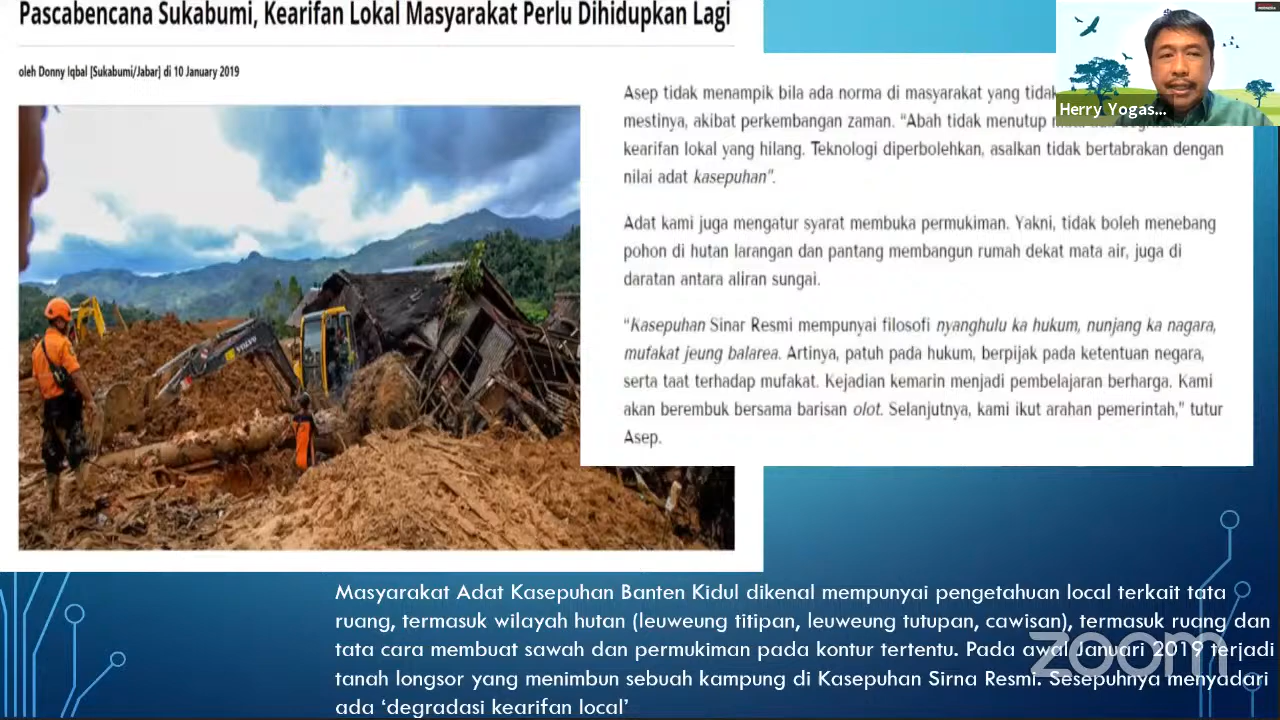 Pascabencana Sukabumi, Kearifan Lokal Masyarakat Perlu Dihidupkan Lagi
oleh Donny Iqbal [Sukabumi/Jabar] di 10 January 2019
Herry Yogas...
Asep tidak menampik bila ada norma di masyarakat yang tidak
mestinya, akibat perkembangan zaman. “Abah tidak menutup
kearifan lokal yang hilang. Teknologi diperbolehkan, asalkan tidak bertabrakan dengan
nilai adat kasepuhan”.
Adat kami juga mengatur syarat membuka permukiman. Yakni, tidak boleh menebang
pohon di hutan larangan dan pantang membangun rumah dekat mata air, juga di
daratan antara aliran sungai.
“Kasepuhan Sinar Resmi mempunyai filosofi nyanghulu ka hukum, nunjang ka nagara,
mufakat jeung balarea. Artinya, patuh pada hukum, berpijak pada ketentuan negara,
serta taat terhadap mufakat. Kejadian kemarin menjadi pembelajaran berharga. Kami
akan berembuk bersama barisan olot. Selanjutnya, kami ikut arahan pemerintah,” tutur
Asep.
VOLVO
Masyarakat Adat Kasepuhan Banten Kidul dikenal mempunyai pengetahuan local terkait tata
ruang, termasuk wilayah hutan (leuweung titipan, leuweung tutupan, cawisan), termasuk ruang dan
tata cara membuat sawah dan permukiman pada kontur tertentu. Pada awal Januari 2019 terjadi
tanah longsor yang menimbun sebuah kampung di Kasepuhan Sirna Resmi. Sesepuhnya menyadari
ada ‘degradasi kearifan local’
zoom